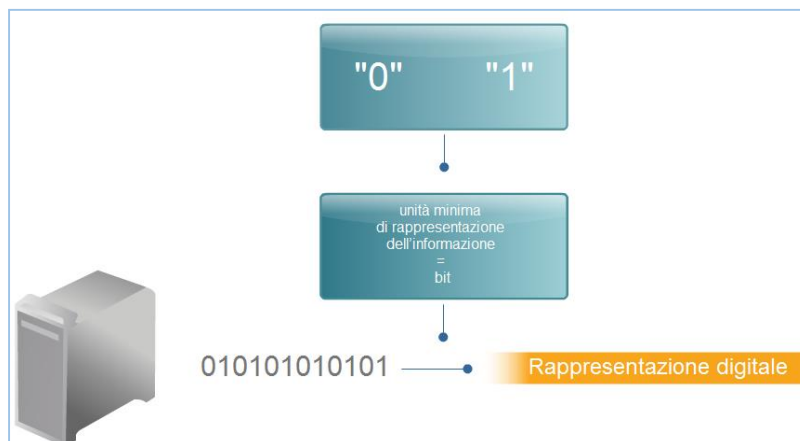 "0" "1"
unità minima
di rappresentazione
dell'informazione
=
bit
010101010101
Rappresentazione digitale